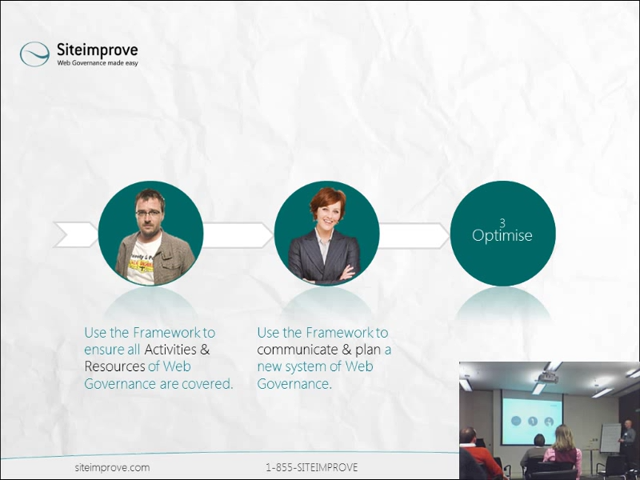 Siteimprove
Web Governance made easy
3
Optimise
Use the Framework to
ensure all Activities &
Resources of Web
Governance are covered.
Use the Framework to
communicate & plan a
new system of Web
Governance.
siteimprove.com
1-855-SITEIMPROVE